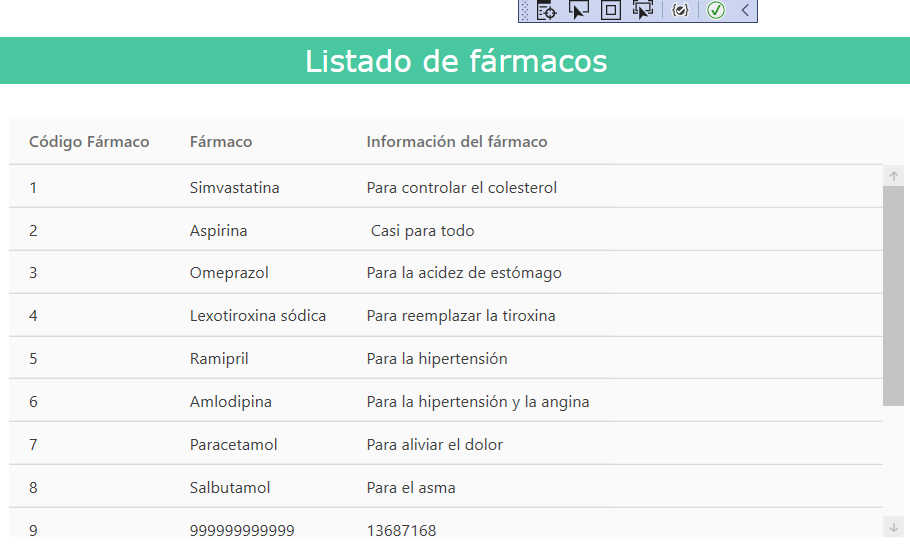 Listado de fármacos
Código Fármaco Fármaco Información del fármaco
1 Simvastatina Para controlar el colesterol
2 Aspirina Casi para todo
3 Omeprazol Para la acidez de estómago
4 Lexotiroxina sódica Para reemplazar la tiroxina
5 Ramipril Para la hipertensión
6 Amlodipina Para la hipertensión y la angina
7 Paracetamol Para aliviar el dolor
8 Salbutamol Para el asma
9 999999999999 13687168